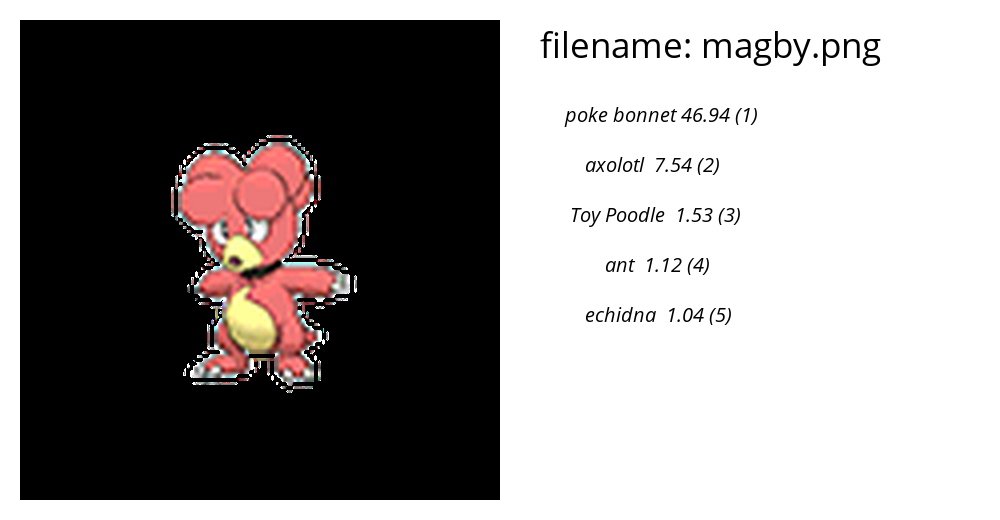 filename: magby.png
poke bonnet 46.94 (1)
axolotl 7.54 (2)
Toy Poodle 1.53 (3)
ant 1.12 (4)
echidna 1.04 (5)